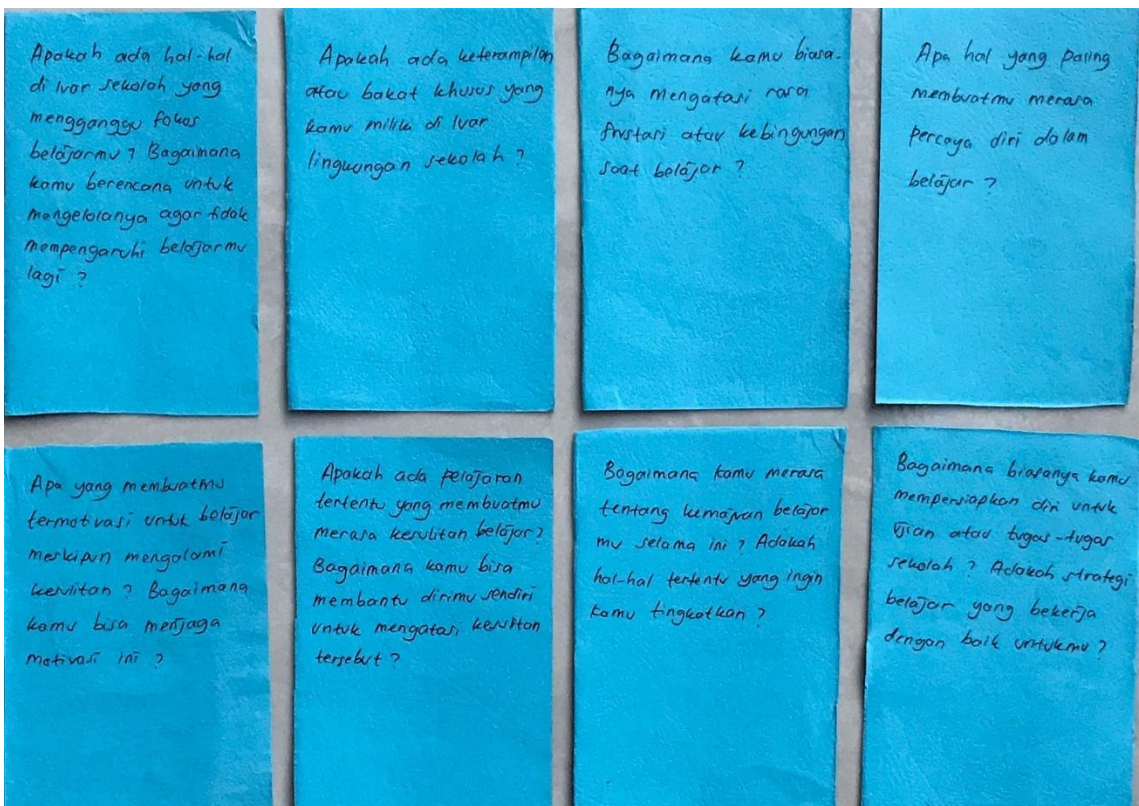 Apakah ada hal-hal
di luar sekolah yang
mengganggu fokus
belajarmu ? Bagaimana
kamu berencana untuk
mengelolanya agar tidak
mempengaruhi belajarmu
lagi ?
Apakah ada keterampilan
atau bakat khusus yang
kamu miliki di luar
lingkungan sekolah ?
Bagaimana kamu biasa-
nya mengatasi rasa
frustasi atau kebingungan
saat belajar ?
Apa hal yang paling
membuatmu merasa
percaya diri dalam
belajar ?
Apa yang membuatmu
termotivasi untuk belajar
meskipun mengalami
kesulitan ? Bagaimana
kamu bisa menjaga
motivasi ini ?
Apakah ada pelajaran
tertentu yang membuatmu
merasa kesulitan belajar ?
Bagaimana kamu bisa
membantu dirimu sendiri
untuk mengatasi kesulitan
tersebut ?
Bagaimana kamu merasa
tentang kemajuan belajar
mu selama ini ? Adakah
hal-hal tertentu yang ingin
kamu tingkatkan ?
Bagaimana biasanya kamu
mempersiapkan diri untuk
ujian atau tugas-tugas
sekolah ? Adakah strategi
belajar yang bekerja
dengan baik untukmu ?